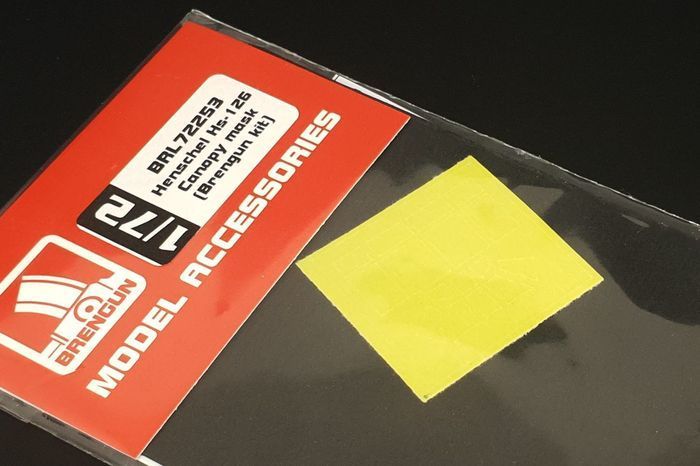 BRL72253
Henschel Hs-126
Canopy mask
(Brengun kit)
1/72
MODEL ACCESSORIES
BRENGUN